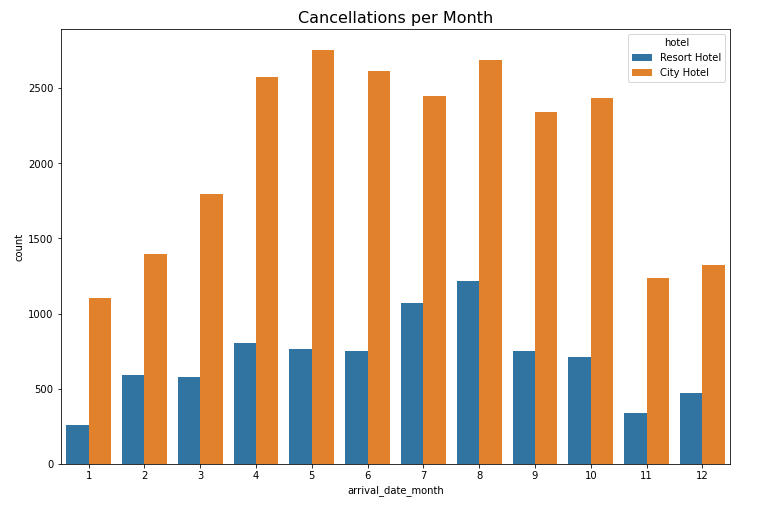 Cancellations per Month
hotel
Resort Hotel
City Hotel
count
2500
2000
1500
1000
500
0
1 2 3 4 5 6 7 8 9 10 11 12
arrival_date_month